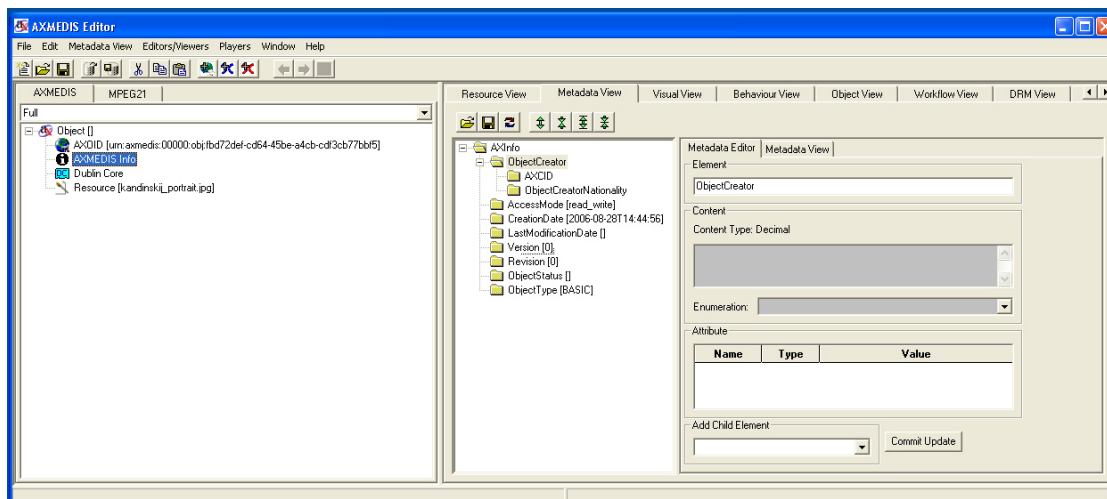 AXMEDIS Editor
File Edit Metadata View Editors/Viewers Players Window Help
AXMEDIS MPEG21
Full
Object []
AXOID [urn:axmedis:00000:obj:fbd72def-cd64-45be-a4cb-cdf3cb77bbf5]
AXMEDIS Info
Dublin Core
Resource [kandinskij_portrait.jpg]
Resource View Metadata View Visual View Behaviour View Object View Workflow View DRM View
AXInfo
ObjectCreator
AXCID
ObjectCreatorNationality
AccessMode [read_write]
CreationDate [2006-08-28T14:44:56]
LastModificationDate []
Version [0]
Revision [0]
ObjectStatus []
ObjectType [BASIC]
Metadata Editor Metadata View
Element
ObjectCreator
Content
Content Type: Decimal
Enumeration:
Attribute
Name Type Value
Add Child Element
Commit Update